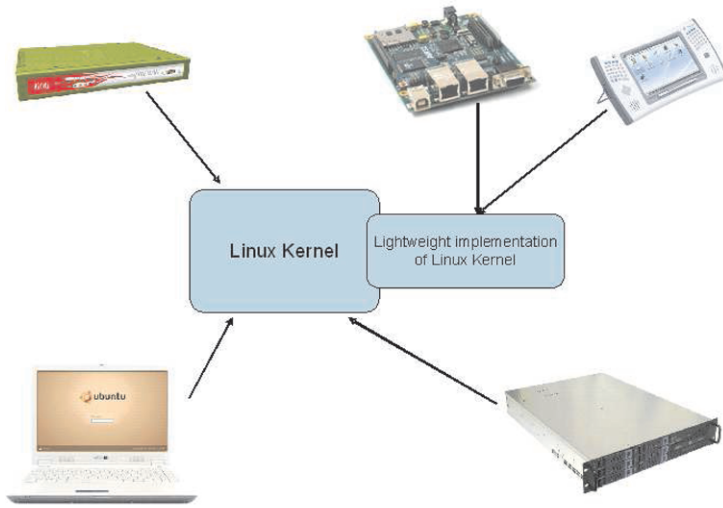 Linux Kernel
Lightweight implementation
of Linux Kernel
ubuntu